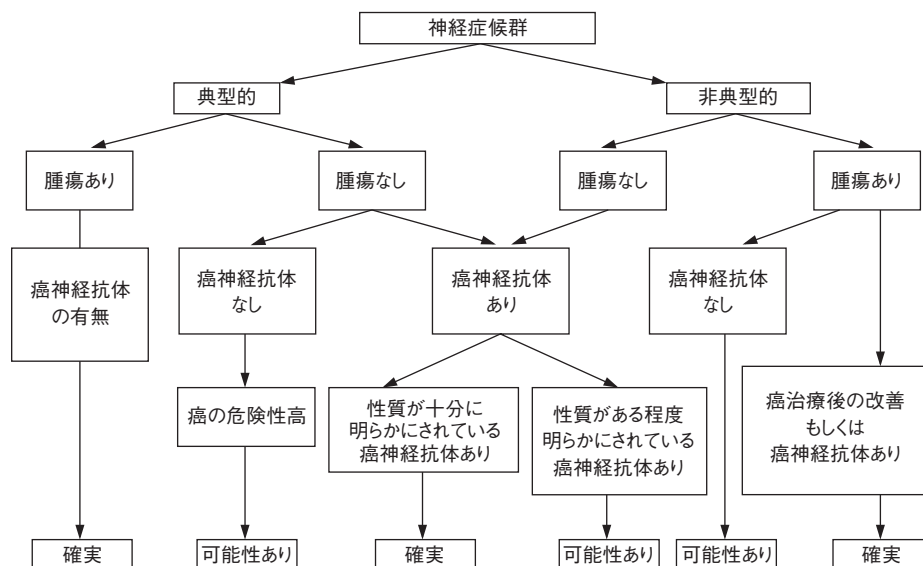 神経症候群
典型的
非典型的
腫瘍あり
腫瘍なし
腫瘍なし
腫瘍あり
癌神経抗体
の有無
癌神経抗体
なし
癌神経抗体
あり
癌神経抗体
なし
癌の危険性高
性質が十分に
明らかにされている
癌神経抗体あり
性質がある程度
明らかにされている
癌神経抗体あり
癌治療後の改善
もしくは
癌神経抗体あり
確実
可能性あり
確実
可能性あり
可能性あり
確実